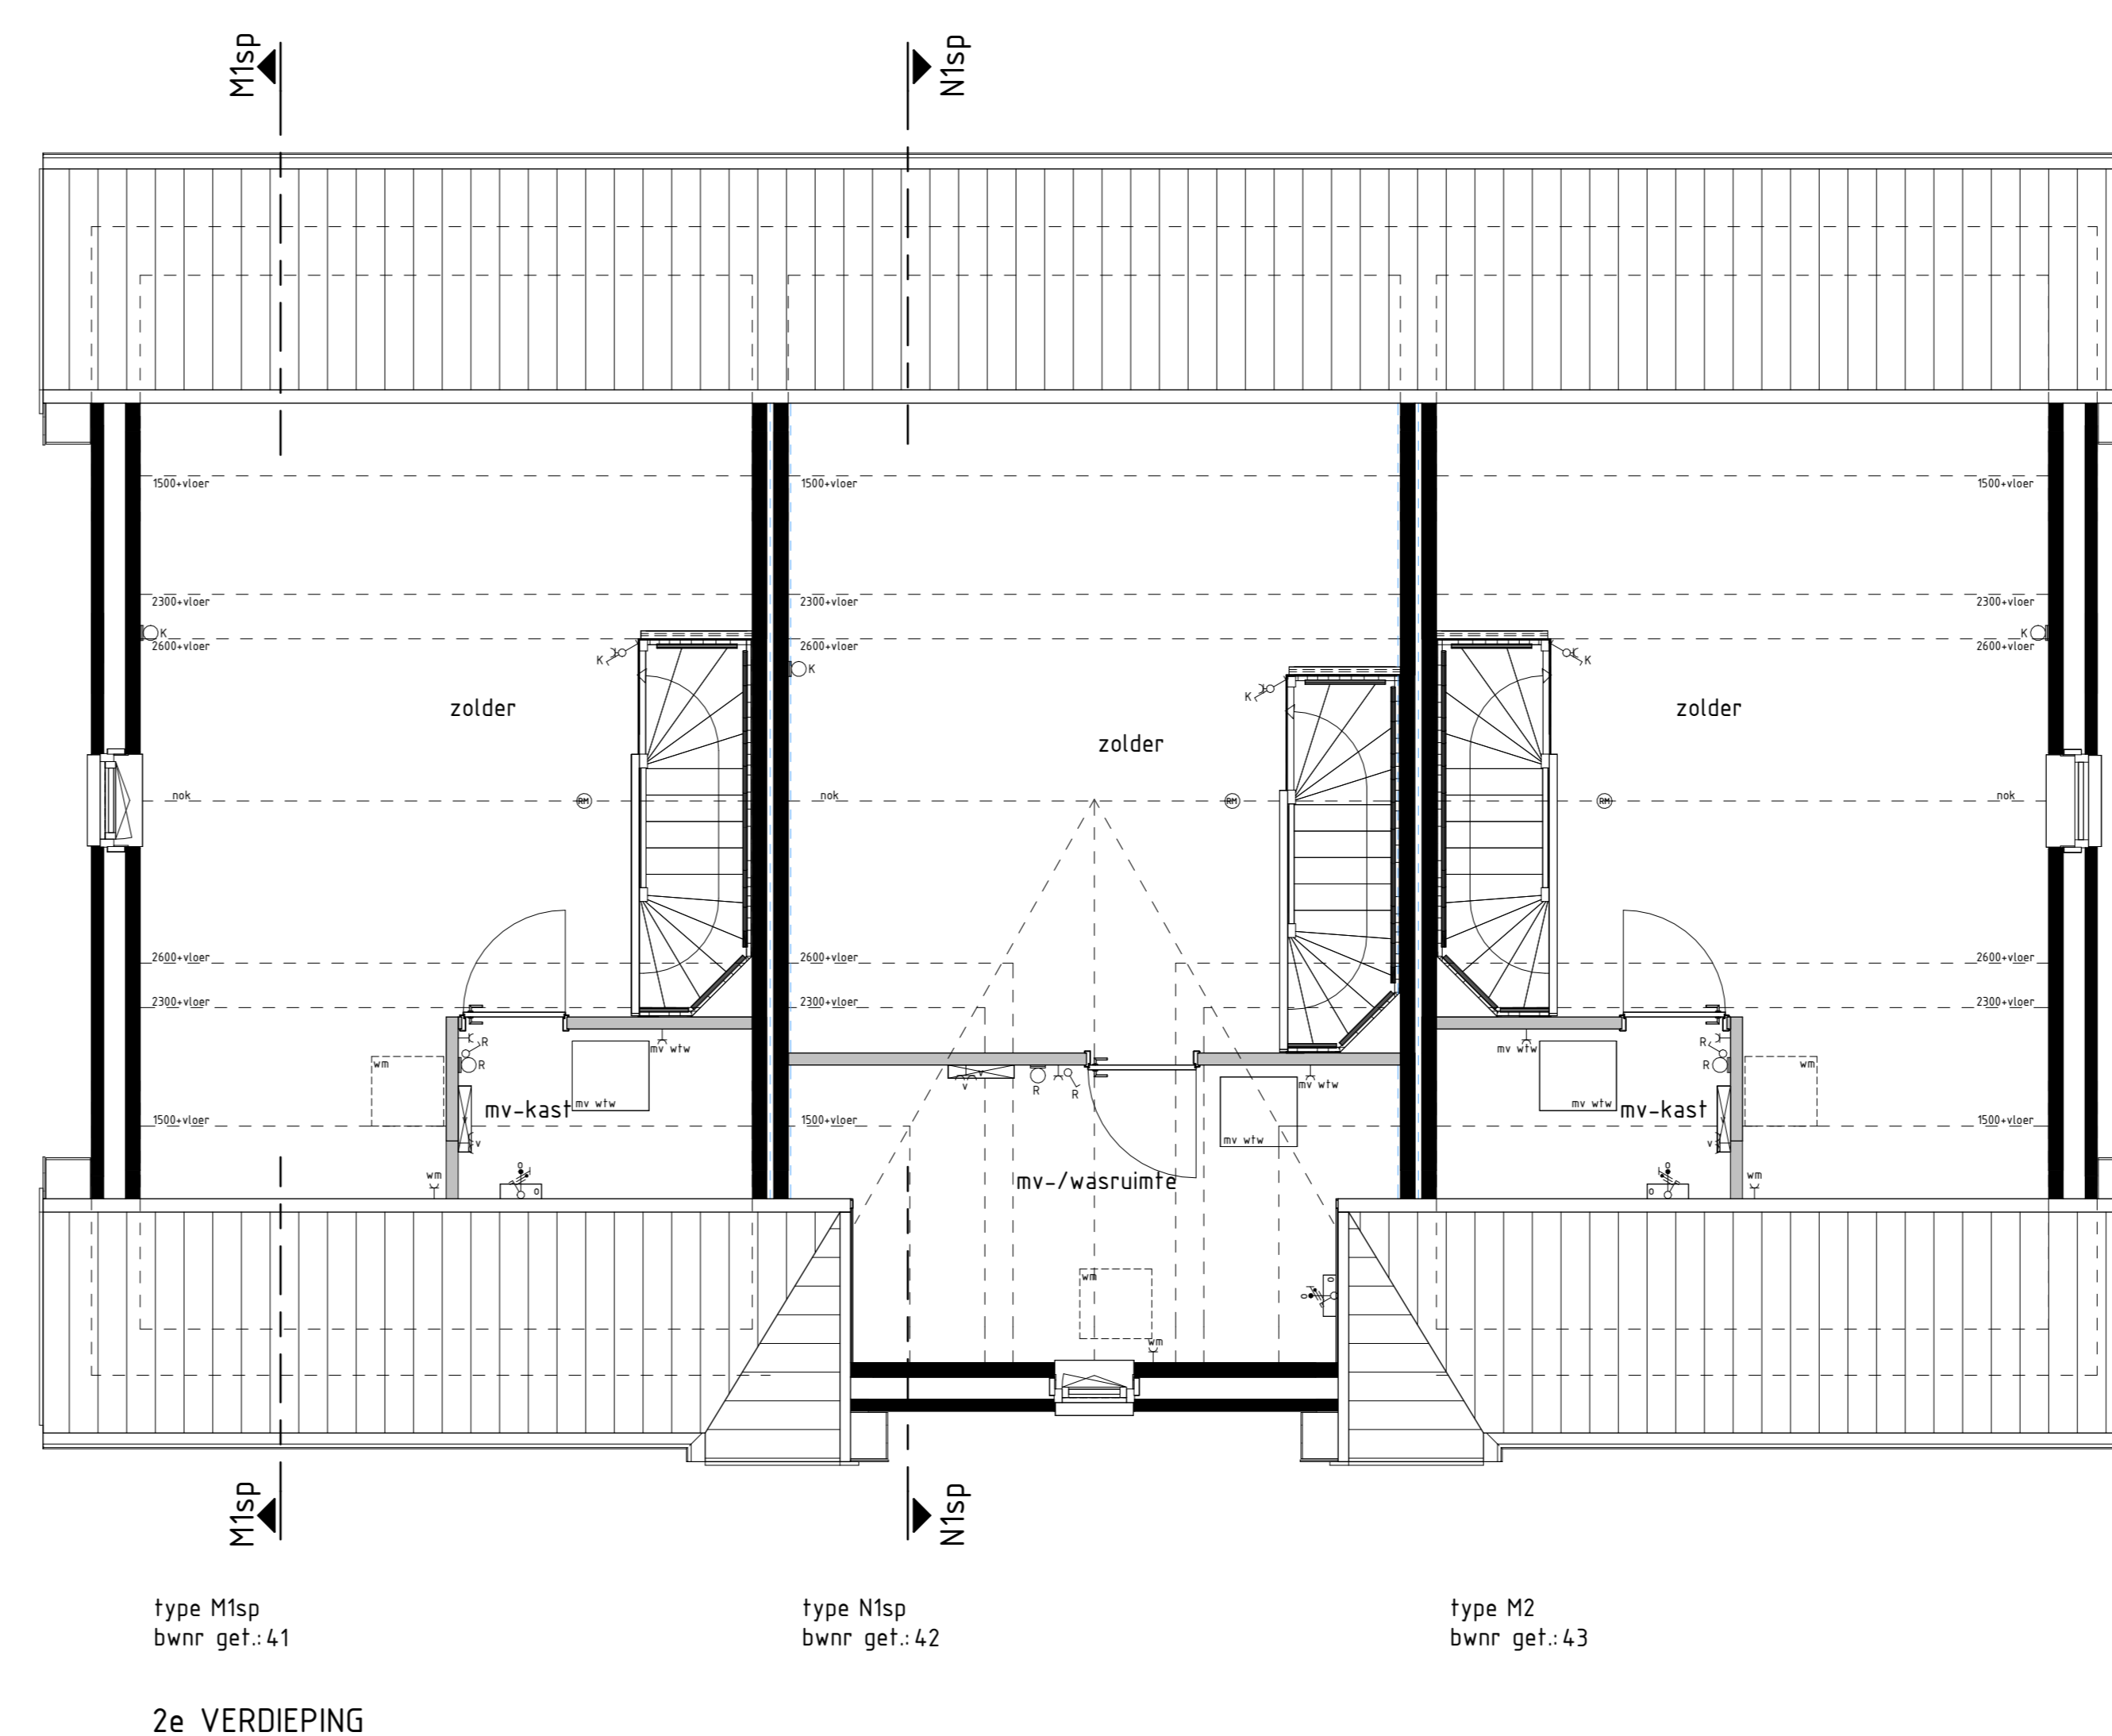 M1sp
N1sp
1500+vloer
1500+vloer
1500+vloer
2300+vloer
2300+vloer
2300+vloer
K
K
2600+vloer
2600+vloer
2600+vloer
K
K
K
K
zolder
zolder
zolder
nok
RM
nok
RM
RM
nok
2600+vloer
2600+vloer
2600+vloer
2300+vloer
2300+vloer
2300+vloer
R
mv wtw
mv wtw
R
wm
R
v
v
R
R
mv wtw
R
wm
mv-kast
mv wtw
mv wtw
mv-kast
1500+vloer
1500+vloer
1500+vloer
v
mv wtw
v
wm
mv-/wasruimte
wm
wm
wm
M1sp
N1sp
type M1sp
bwnr get.: 41
type N1sp
bwnr get.: 42
type M2
bwnr get.: 43
2e VERDIEPING